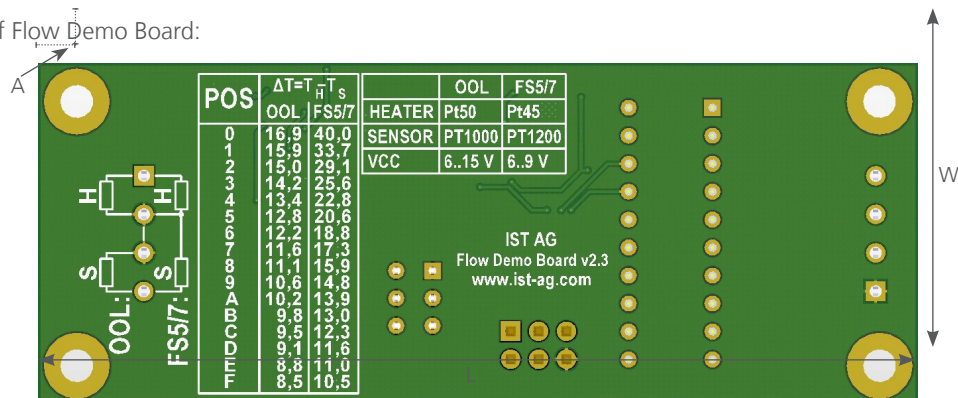 f Flow Demo Board:
A
POS ΔT=TH-TS
OOL FS5/7
0 16,9 40,0
1 15,9 33,7
2 15,0 29,1
3 14,2 25,6
4 13,4 22,8
5 12,8 20,6
6 12,2 18,8
7 11,6 17,3
8 11,1 15,9
9 10,6 14,8
A 10,2 13,9
B 9,8 13,0
C 9,5 12,3
D 9,1 11,6
E 8,8 11,0
F 8,5 10,5
OOL FS5/7
HEATER Pt50 Pt45
SENSOR PT1000 PT1200
VCC 6..15 V 6..9 V
H H
S S
OOL:
FS5/7:
IST AG
Flow Demo Board v2.3
www.ist-ag.com
W
L